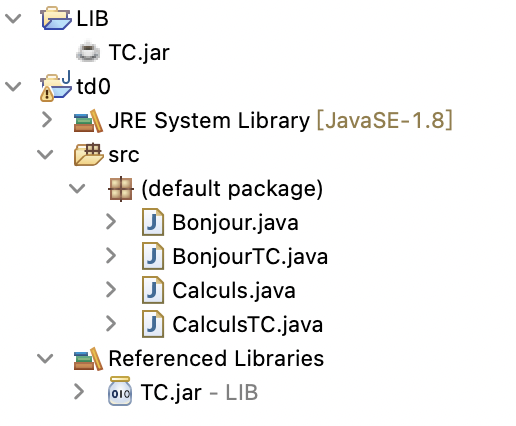 LIB
TC.jar
td0
JRE System Library [JavaSE-1.8]
src
(default package)
Bonjour.java
BonjourTC.java
Calculs.java
CalculsTC.java
Referenced Libraries
TC.jar - LIB